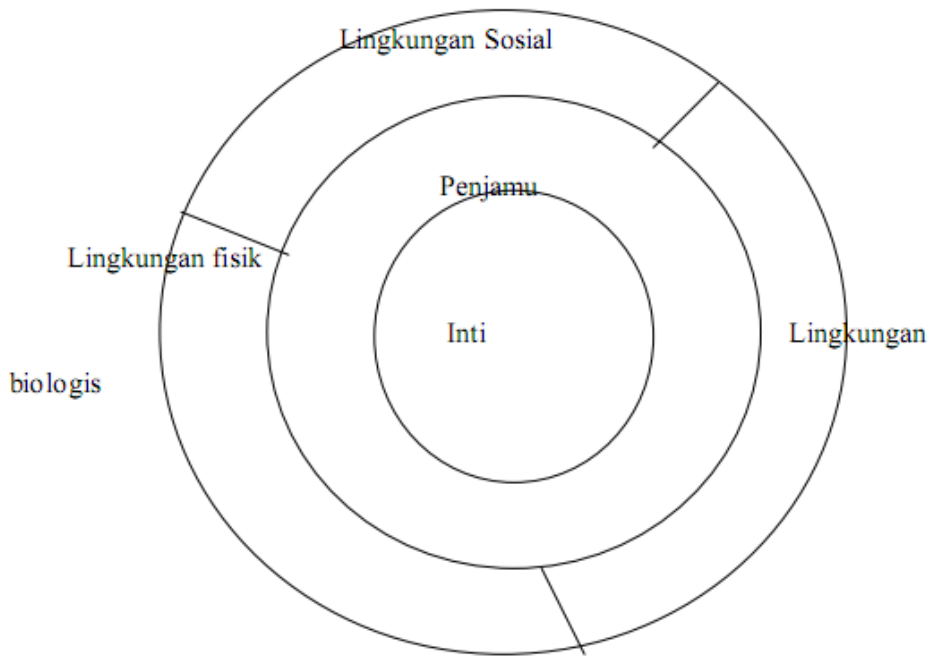 Lingkungan Sosial
Penjamu
Lingkungan fisik
Inti
Lingkungan
biologis